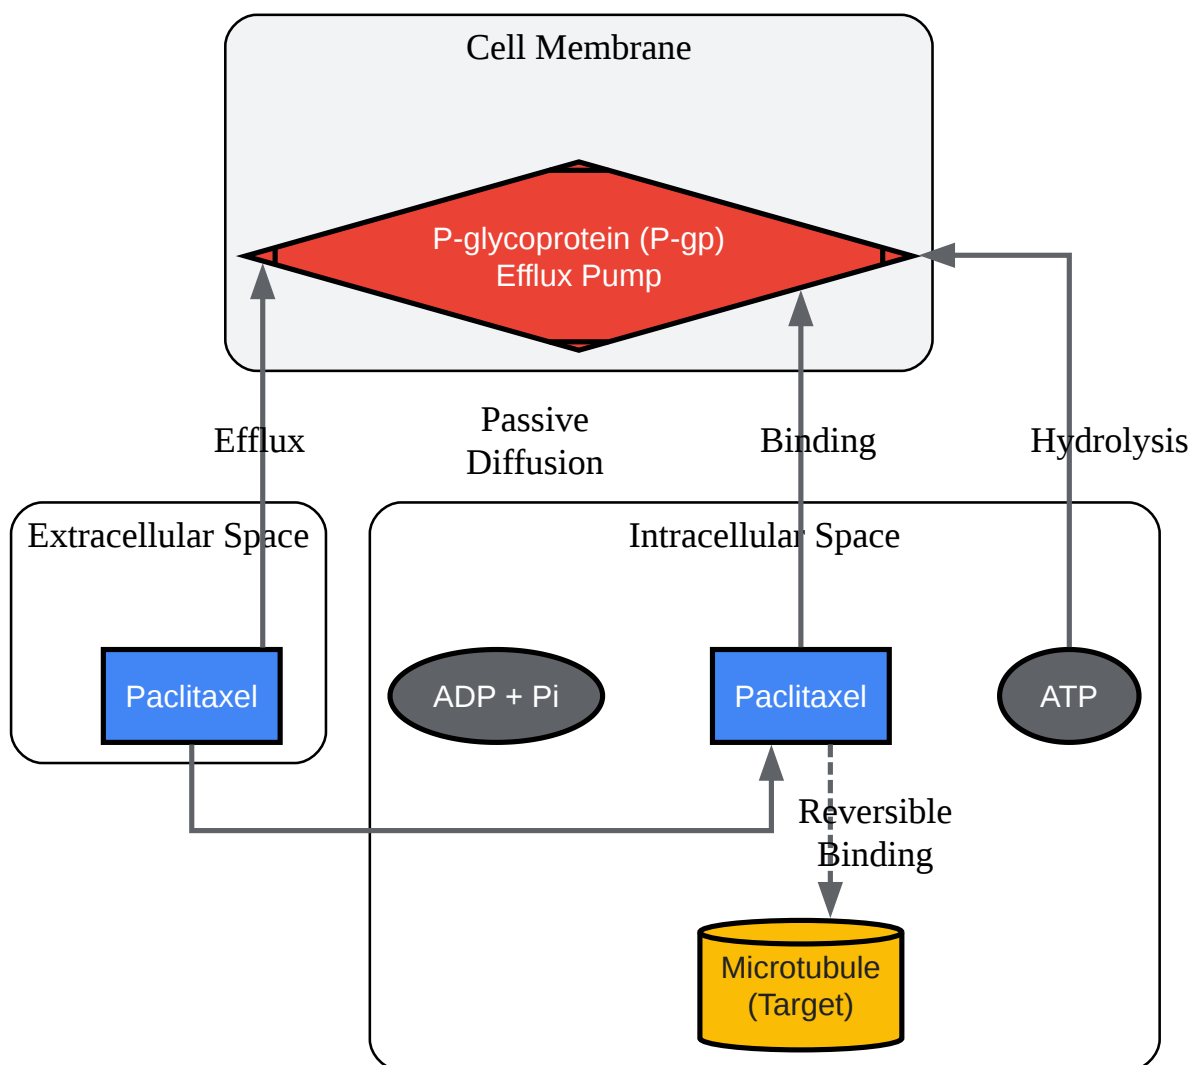 Cell Membrane
P-glycoprotein (P-gp)
Efflux Pump
Efflux
Passive
Diffusion
Binding
Hydrolysis
Extracellular Space
Intracellular Space
Paclitaxel
ADP + Pi
Paclitaxel
ATP
Reversible
Binding
Microtubule
(Target)